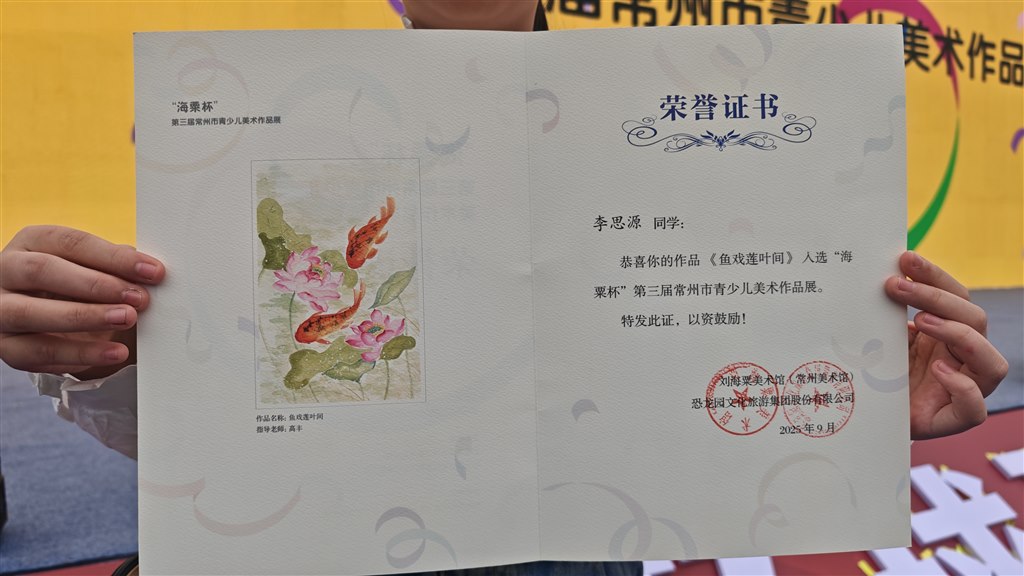 届常州市青少儿美术作品
“海粟杯”
第三届常州市青少儿美术作品展
作品名称：鱼戏莲叶间
指导老师：高丰
荣誉证书
李思源 同学：
恭喜你的作品《鱼戏莲叶间》入选“海
粟杯”第三届常州市青少儿美术作品展。
特发此证，以资鼓励！
刘海粟美术馆（常州美术馆）
恐龙园文化旅游集团股份有限公司
2025 年 9 月